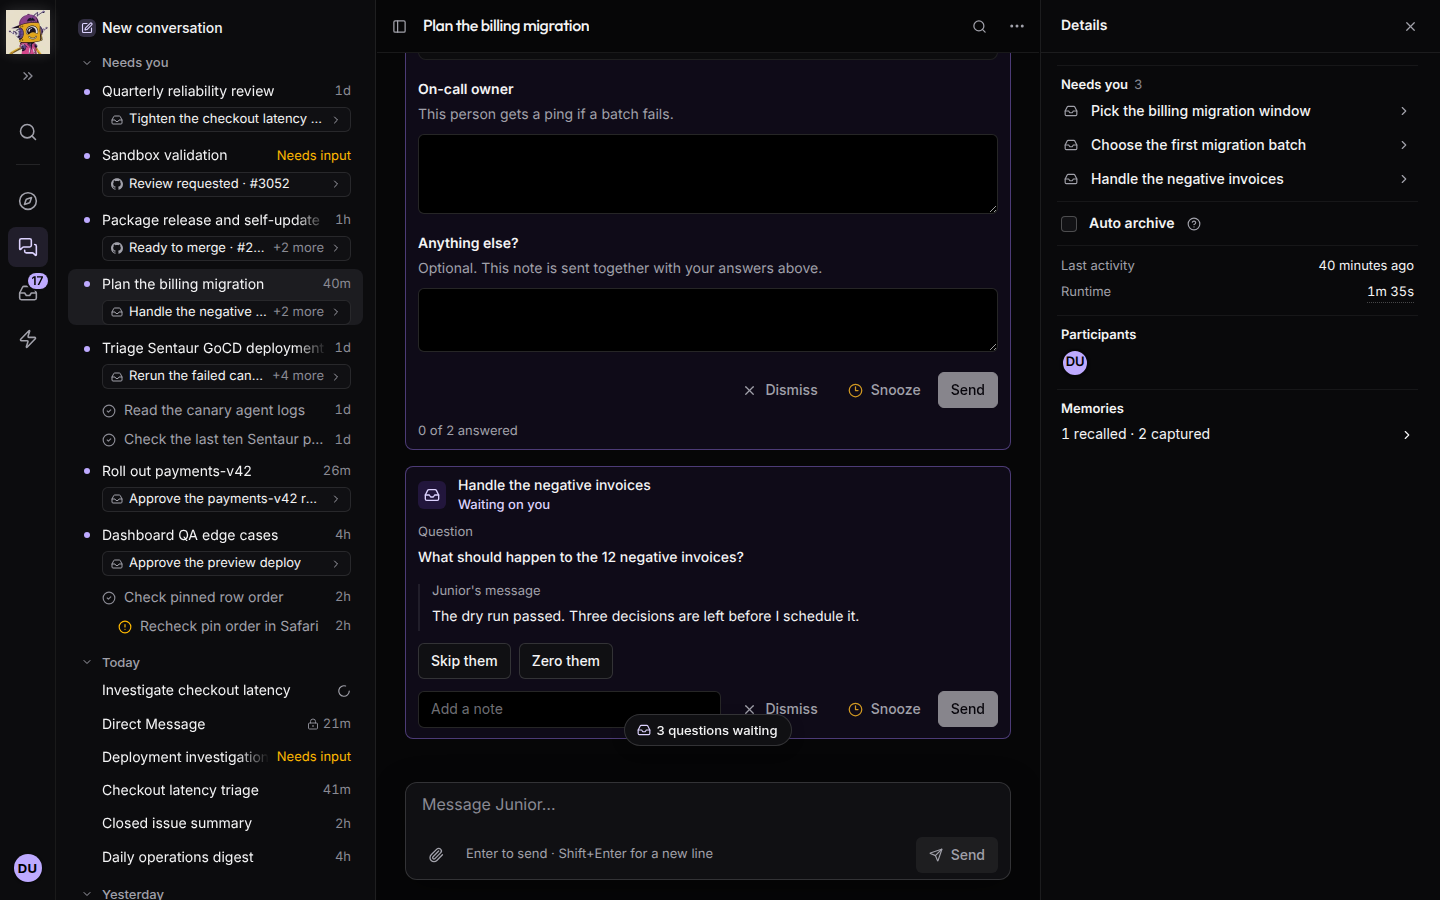 New conversation
Needs you
Quarterly reliability review 1d
Tighten the checkout latency ...
Sandbox validation Needs input
Review requested · #3052
Package release and self-update 1h
Ready to merge · #2... +2 more
Plan the billing migration 40m
Handle the negative ... +2 more
Triage Sentaur GoCD deployment 1d
Rerun the failed can... +4 more
Read the canary agent logs 1d
Check the last ten Sentaur p... 1d
Roll out payments-v42 26m
Approve the payments-v42 r...
Dashboard QA edge cases 4h
Approve the preview deploy
Check pinned row order 2h
Recheck pin order in Safari 2h
Today
Investigate checkout latency
Direct Message 21m
Deployment investigation Needs input
Checkout latency triage 41m
Closed issue summary 2h
Daily operations digest 4h
Yesterday
17
DU
Plan the billing migration
On-call owner
This person gets a ping if a batch fails.
Anything else?
Optional. This note is sent together with your answers above.
Dismiss Snooze Send
0 of 2 answered
Handle the negative invoices
Waiting on you
Question
What should happen to the 12 negative invoices?
Junior's message
The dry run passed. Three decisions are left before I schedule it.
Skip them Zero them
Add a note Dismiss Snooze Send
3 questions waiting
Message Junior...
Enter to send · Shift+Enter for a new line Send
Details
Needs you 3
Pick the billing migration window
Choose the first migration batch
Handle the negative invoices
Auto archive
Last activity 40 minutes ago
Runtime 1m 35s
Participants
DU
Memories
1 recalled · 2 captured